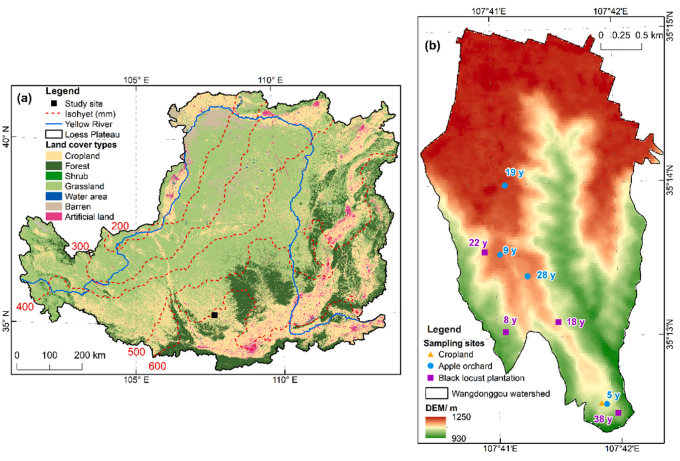 (a)
105° E
110° E
Legend
Study site
Isohyet (mm)
Yellow River
Loess Plateau
Land cover types
Cropland
Forest
Shrub
Grassland
Water area
Barren
Artificial land
40° N
35° N
200
300
400
500
600
0 100 200 km
105° E
110° E
(b)
107°41'E
107°42'E
0 0.25 0.5 km
35°15'N
35°14'N
35°13'N
19 y
22 y
9 y
28 y
8 y
18 y
5 y
38 y
Legend
Sampling sites
Cropland
Apple orchard
Black locust plantation
Wangdonggou watershed
DEM/ m
1250
930
107°41'E
107°42'E